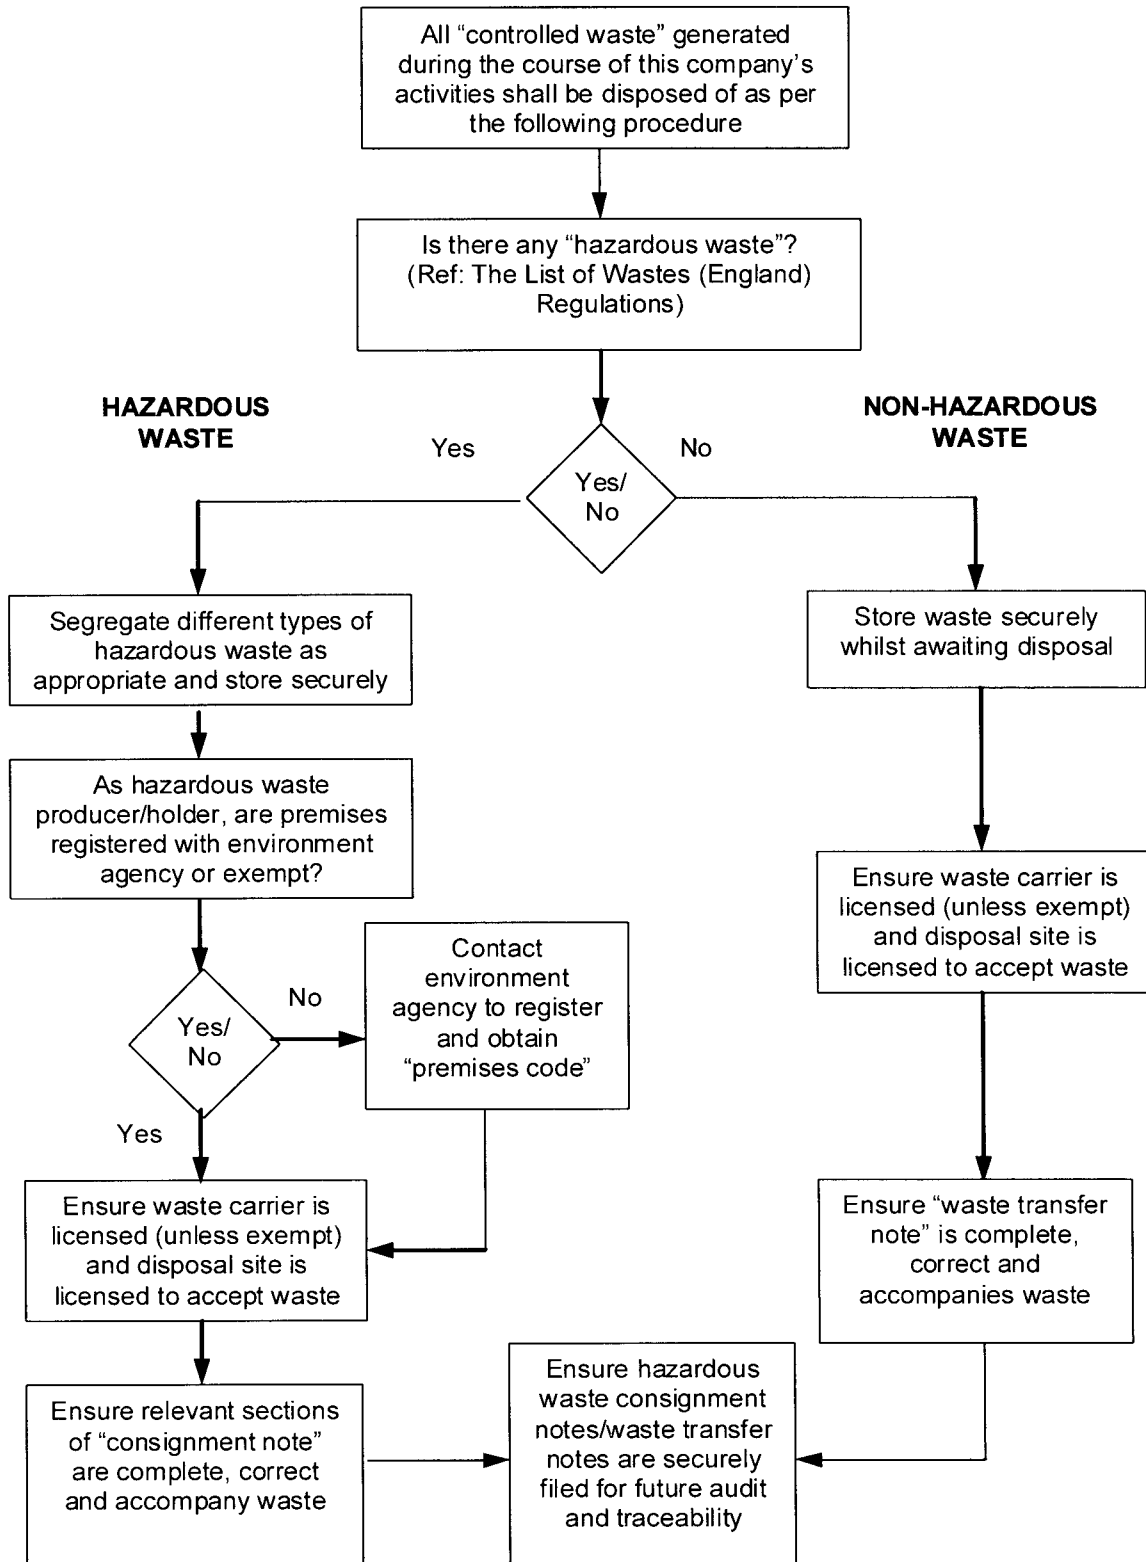 All “controlled waste” generated
during the course of this company’s
activities shall be disposed of as per
the following procedure
Is there any “hazardous waste”?
(Ref: The List of Wastes (England)
Regulations)
HAZARDOUS
WASTE
Yes
Yes/
No
No
NON-HAZARDOUS
WASTE
Segregate different types of
hazardous waste as
appropriate and store securely
As hazardous waste
producer/holder, are premises
registered with environment
agency or exempt?
Yes/
No
No
Contact
environment
agency to register
and obtain
“premises code”
Yes
Ensure waste carrier is
licensed (unless exempt)
and disposal site is
licensed to accept waste
Ensure relevant sections
of “consignment note”
are complete, correct
and accompany waste
Store waste securely
whilst awaiting disposal
Ensure waste carrier is
licensed (unless exempt)
and disposal site is
licensed to accept waste
Ensure “waste transfer
note” is complete,
correct and
accompanies waste
Ensure hazardous
waste consignment
notes/waste transfer
notes are securely
filed for future audit
and traceability